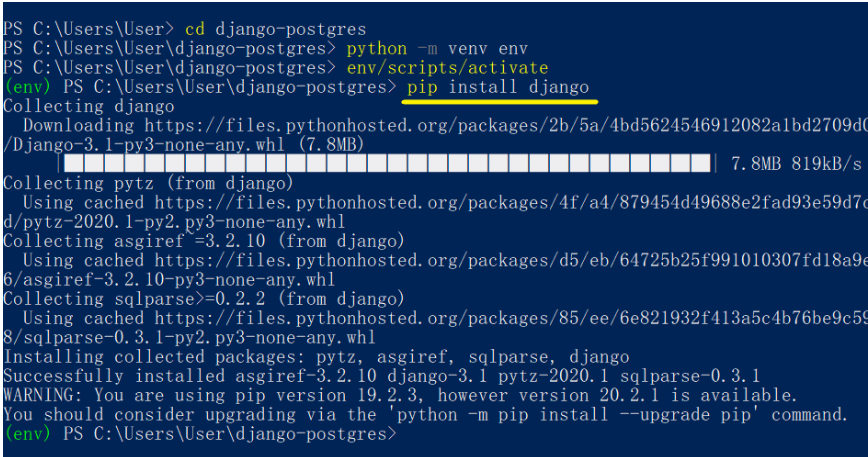 PS C:\Users\User> cd django-postgres
PS C:\Users\User\django-postgres> python -m venv env
PS C:\Users\User\django-postgres> env/scripts/activate
(env) PS C:\Users\User\django-postgres> pip install django
Collecting django
  Downloading https://files.pythonhosted.org/packages/2b/5a/4bd5624546912082a1bd2709d0
/Django-3.1-py3-none-any.whl (7.8MB)
| 7.8MB 819kB/s
Collecting pytz (from django)
  Using cached https://files.pythonhosted.org/packages/4f/a4/879454d49688e2fad93e59d7d
d/pytz-2020.1-py2.py3-none-any.whl
Collecting asgiref~=3.2.10 (from django)
  Using cached https://files.pythonhosted.org/packages/d5/eb/64725b25f991010307fd18a9e
6/asgiref-3.2.10-py3-none-any.whl
Collecting sqlparse>=0.2.2 (from django)
  Using cached https://files.pythonhosted.org/packages/85/ee/6e821932f413a5c4b76be9c59
8/sqlparse-0.3.1-py2.py3-none-any.whl
Installing collected packages: pytz, asgiref, sqlparse, django
Successfully installed asgiref-3.2.10 django-3.1 pytz-2020.1 sqlparse-0.3.1
WARNING: You are using pip version 19.2.3, however version 20.2.1 is available.
You should consider upgrading via the 'python -m pip install --upgrade pip' command.
(env) PS C:\Users\User\django-postgres>